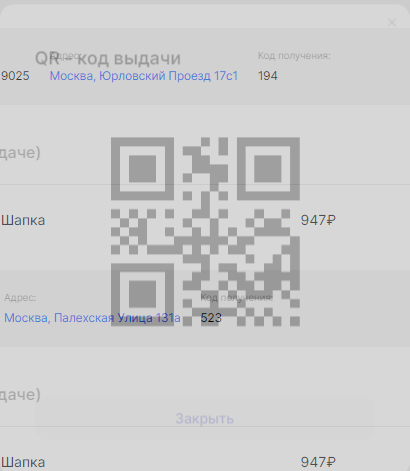 QR – код выдачи
Адрес:
Код получения:
9025
Москва, Юрловский Проезд 17с1
194
даче)
Шапка
947₽
Адрес:
Код получения:
Москва, Палехская Улица 131а
523
даче)
Закрыть
Шапка
947₽